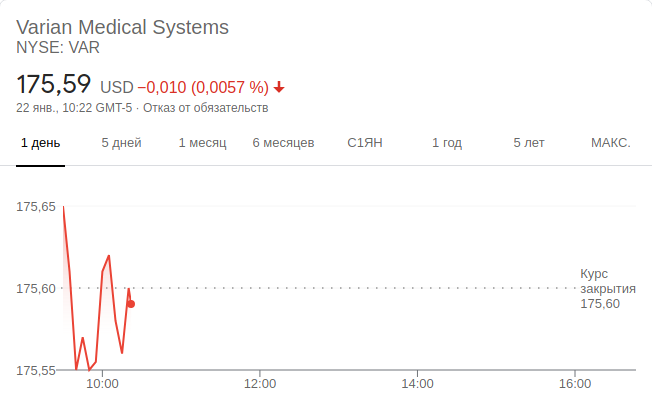 Varian Medical Systems
NYSE: VAR
175,59 USD −0,010 (0,0057 %)
22 янв., 10:22 GMT-5 · Отказ от обязательств
1 день 5 дней 1 месяц 6 месяцев С1ЯН 1 год 5 лет МАКС.
175,65
Курс
175,60 закрытия
175,60
175,55
10:00 12:00 14:00 16:00